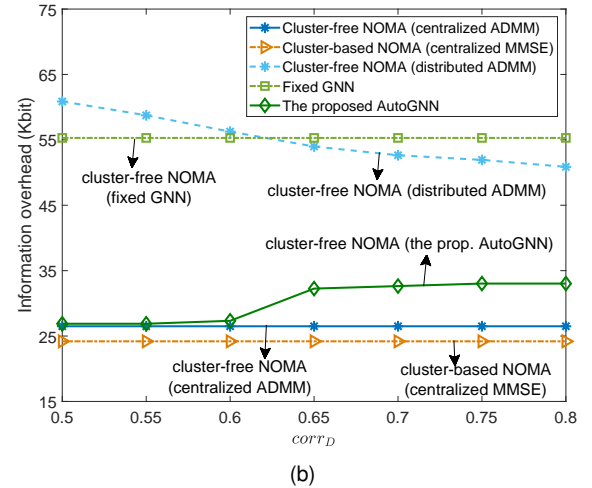 Cluster-free NOMA (centralized ADMM)
Cluster-based NOMA (centralized MMSE)
Cluster-free NOMA (distributed ADMM)
Fixed GNN
The proposed AutoGNN
75
65
55
45
35
25
15
Information overhead (Kbit)
cluster-free NOMA
(fixed GNN)
cluster-free NOMA (distributed ADMM)
cluster-free NOMA (the prop. AutoGNN)
cluster-free NOMA
(centralized ADMM)
cluster-based NOMA
(centralized MMSE)
0.5 0.55 0.6 0.65 0.7 0.75 0.8
corr_D
(b)